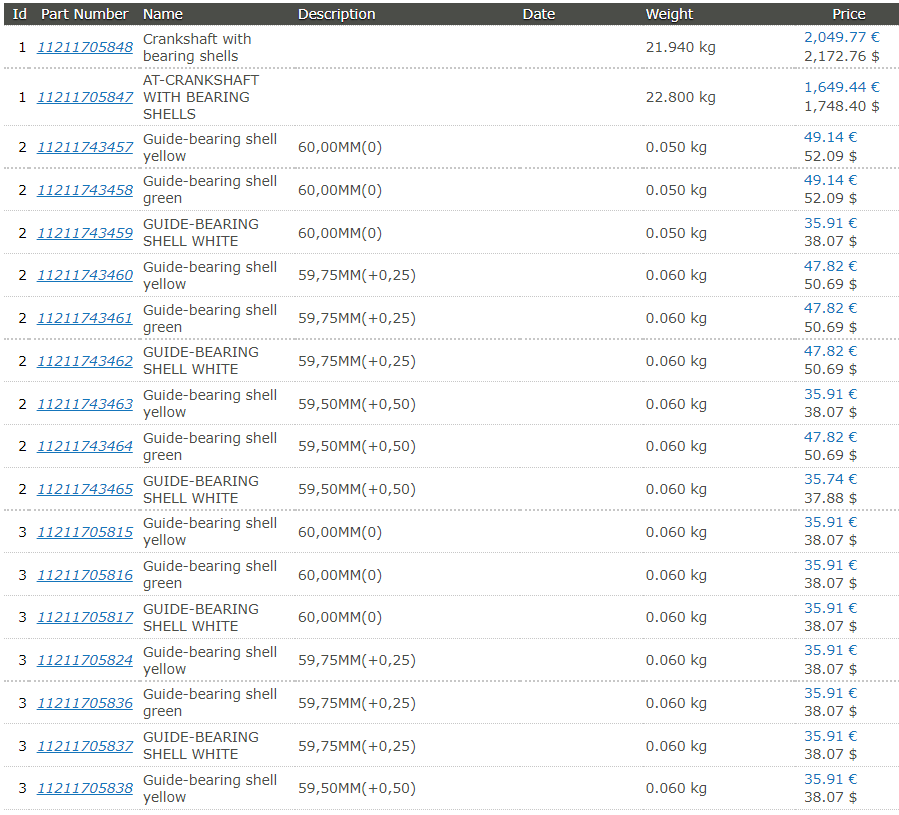 Id Part Number Name Description Date Weight Price
1 11211705848 Crankshaft with bearing shells 21.940 kg 2,049.77 € 2,172.76 $
1 11211705847 AT-CRANKSHAFT WITH BEARING SHELLS 22.800 kg 1,649.44 € 1,748.40 $
2 11211743457 Guide-bearing shell yellow 60,00MM(0) 0.050 kg 49.14 € 52.09 $
2 11211743458 Guide-bearing shell green 60,00MM(0) 0.050 kg 49.14 € 52.09 $
2 11211743459 GUIDE-BEARING SHELL WHITE 60,00MM(0) 0.050 kg 35.91 € 38.07 $
2 11211743460 Guide-bearing shell yellow 59,75MM(+0,25) 0.060 kg 47.82 € 50.69 $
2 11211743461 Guide-bearing shell green 59,75MM(+0,25) 0.060 kg 47.82 € 50.69 $
2 11211743462 GUIDE-BEARING SHELL WHITE 59,75MM(+0,25) 0.060 kg 47.82 € 50.69 $
2 11211743463 Guide-bearing shell yellow 59,50MM(+0,50) 0.060 kg 35.91 € 38.07 $
2 11211743464 Guide-bearing shell green 59,50MM(+0,50) 0.060 kg 47.82 € 50.69 $
2 11211743465 GUIDE-BEARING SHELL WHITE 59,50MM(+0,50) 0.060 kg 35.74 € 37.88 $
3 11211705815 Guide-bearing shell yellow 60,00MM(0) 0.060 kg 35.91 € 38.07 $
3 11211705816 Guide-bearing shell green 60,00MM(0) 0.060 kg 35.91 € 38.07 $
3 11211705817 GUIDE-BEARING SHELL WHITE 60,00MM(0) 0.060 kg 35.91 € 38.07 $
3 11211705824 Guide-bearing shell yellow 59,75MM(+0,25) 0.060 kg 35.91 € 38.07 $
3 11211705836 Guide-bearing shell green 59,75MM(+0,25) 0.060 kg 35.91 € 38.07 $
3 11211705837 GUIDE-BEARING SHELL WHITE 59,75MM(+0,25) 0.060 kg 35.91 € 38.07 $
3 11211705838 Guide-bearing shell yellow 59,50MM(+0,50) 0.060 kg 35.91 € 38.07 $